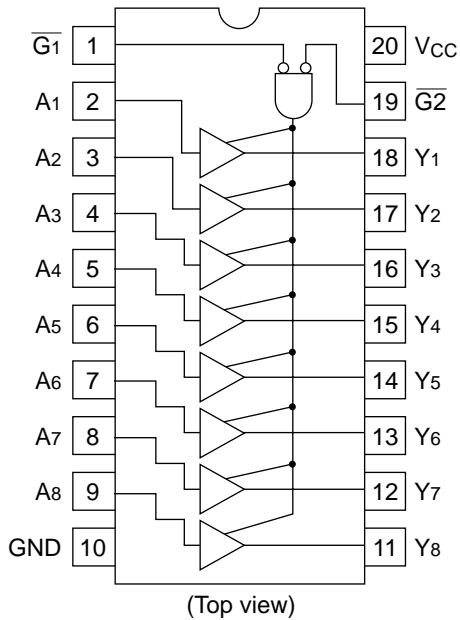 G1 1 20 VCC
A1 2 19 G2
A2 3 18 Y1
A3 4 17 Y2
A4 5 16 Y3
A5 6 15 Y4
A6 7 14 Y5
A7 8 13 Y6
A8 9 12 Y7
GND 10 11 Y8
(Top view)